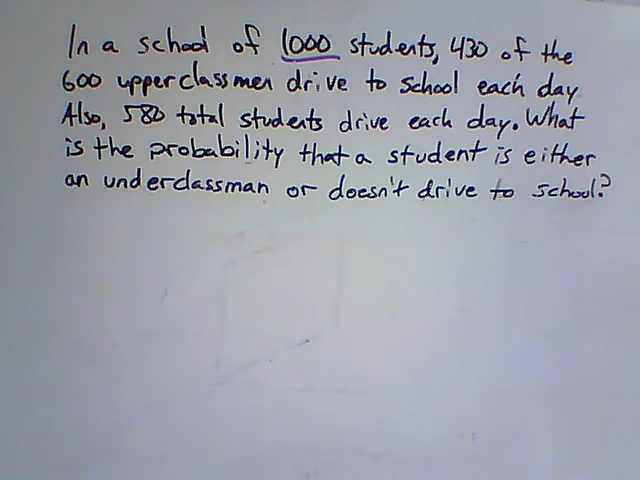 In a school of 1000 students, 430 of the
600 upperclassmen drive to school each day
Also, 580 total students drive each day. What
is the probability that a student is either
an underclassman or doesn't drive to school?